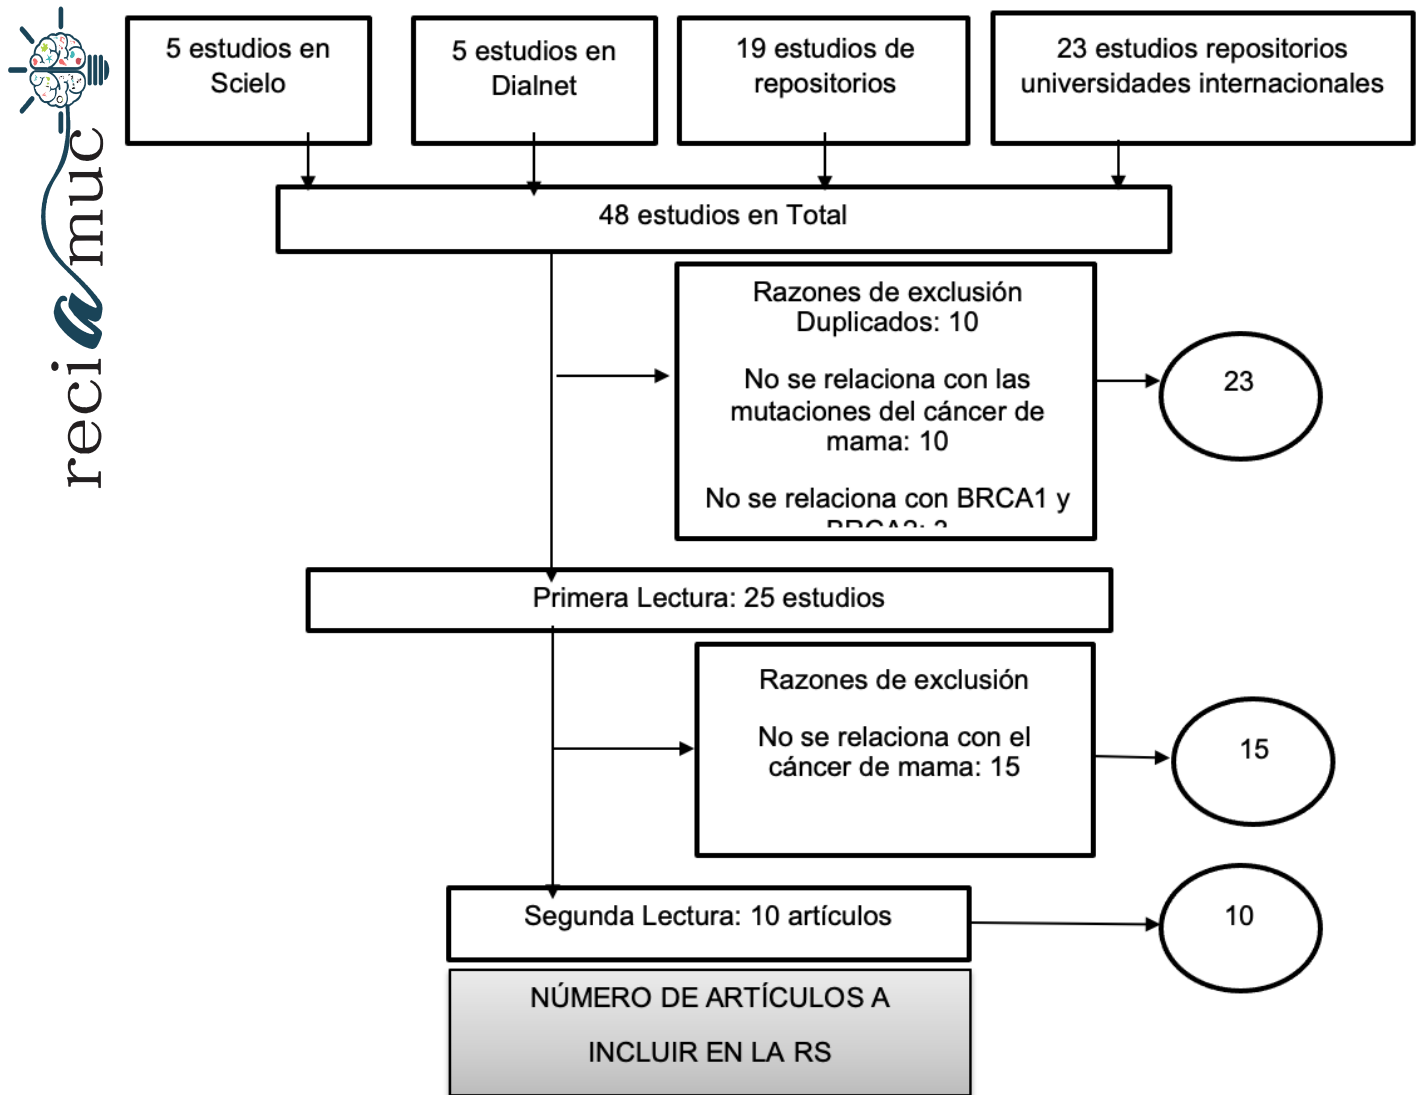 reciamuc
5 estudios en
Scielo
5 estudios en
Dialnet
19 estudios de
repositorios
23 estudios repositorios
universidades internacionales
48 estudios en Total
Razones de exclusión
Duplicados: 10
No se relaciona con las
mutaciones del cáncer de
mama: 10
No se relaciona con BRCA1 y
23
Primera Lectura: 25 estudios
Razones de exclusión
No se relaciona con el
cáncer de mama: 15
15
Segunda Lectura: 10 artículos
10
NÚMERO DE ARTÍCULOS A
INCLUIR EN LA RS